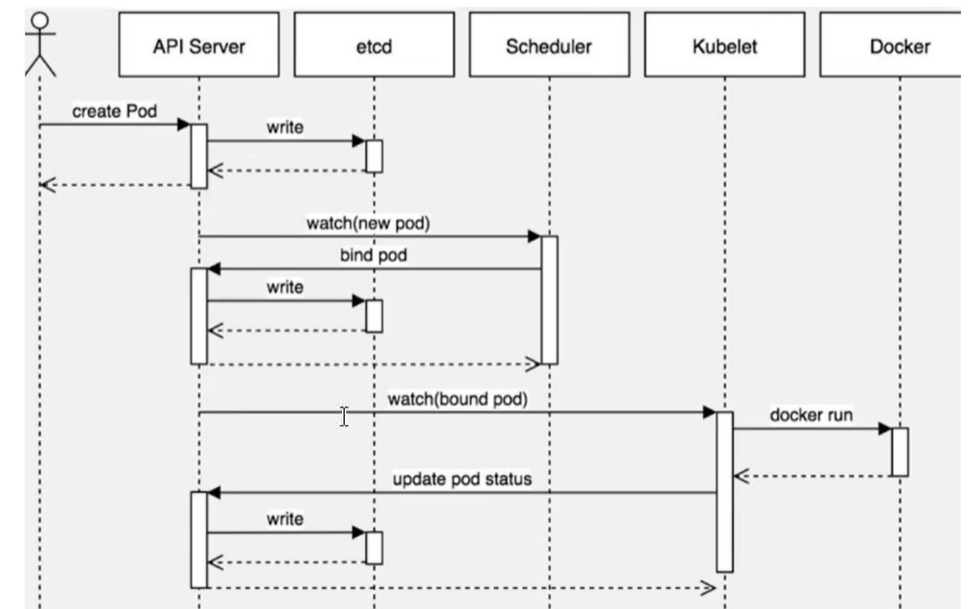 API Server
etcd
Scheduler
Kubelet
Docker
create Pod
write
watch(new pod)
bind pod
write
watch(bound pod)
docker run
update pod status
write